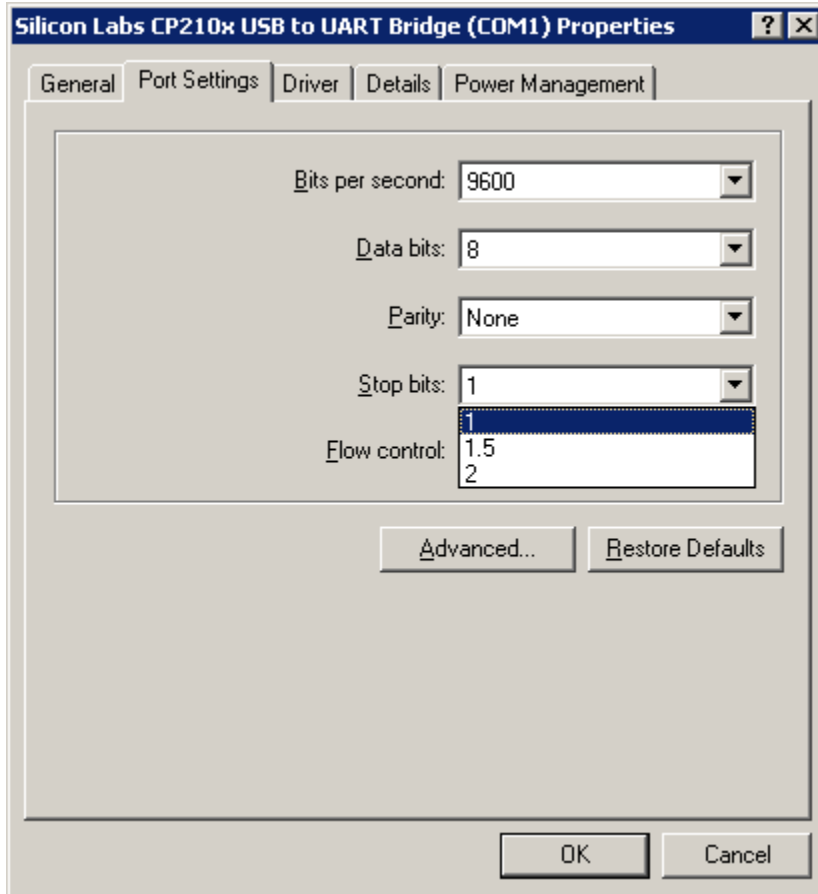 Silicon Labs CP210x USB to UART Bridge (COM1) Properties ?
General Port Settings Driver Details Power Management
Bits per second: 9600
Data bits: 8
Parity: None
Stop bits: 1
1
Flow control: 1.5
2
Advanced... Restore Defaults
OK Cancel